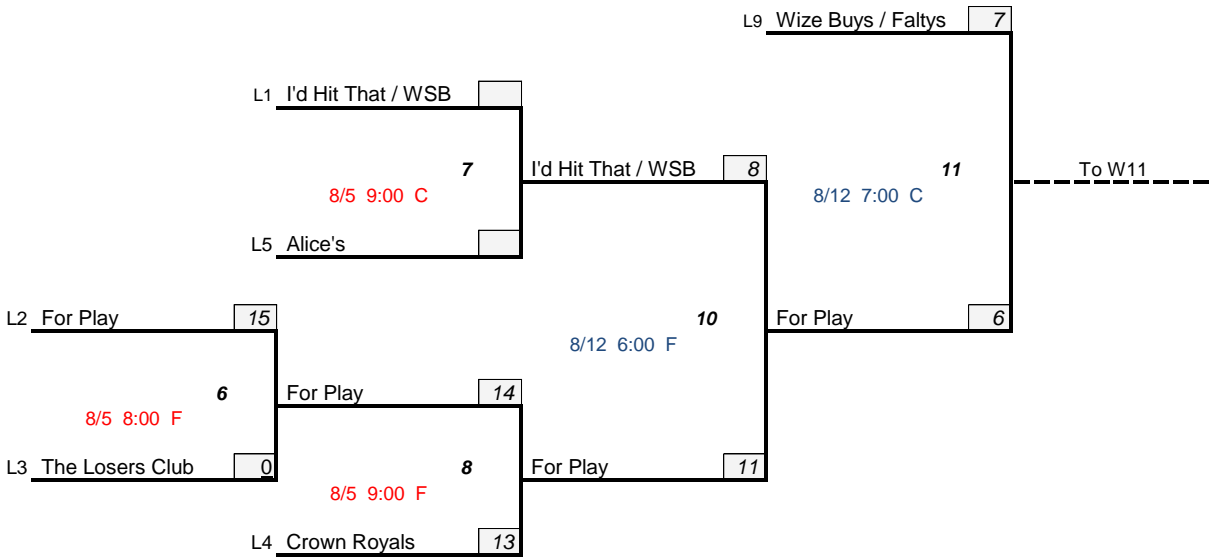 L9 Wize Buys / Faltys 7
L1 I'd Hit That / WSB
7 I'd Hit That / WSB 8 11 To W11
8/5 9:00 C 8/12 7:00 C
L5 Alice's
L2 For Play 15 10 For Play 6
8/12 6:00 F
6 For Play 14
8/5 8:00 F
L3 The Losers Club 0 8 For Play 11
8/5 9:00 F
L4 Crown Royals 13